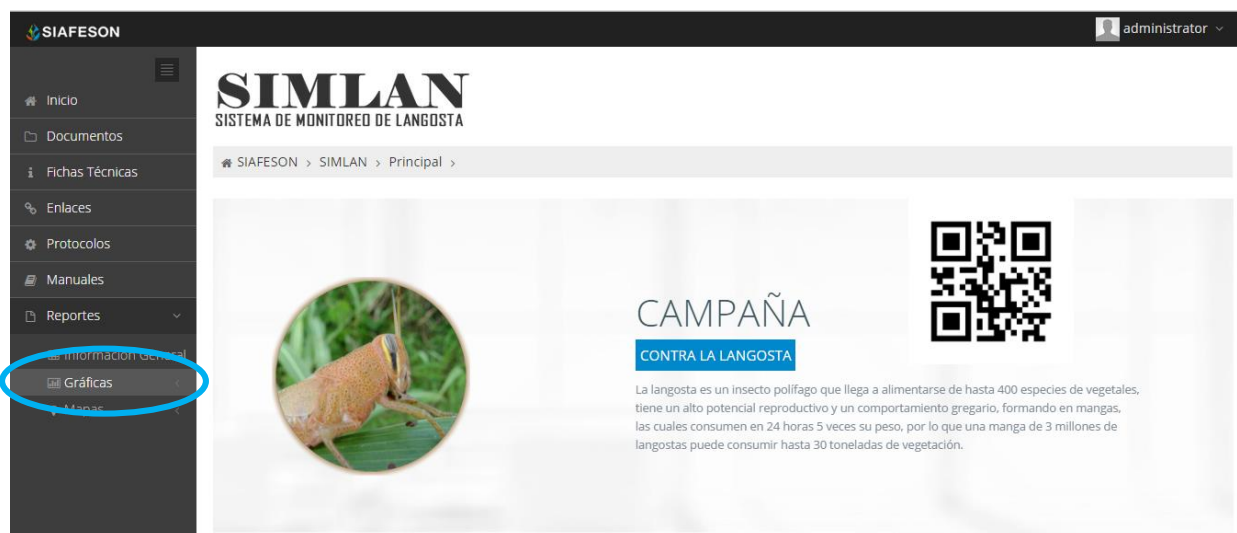 SIAFESON
administrator
Inicio
Documentos
Fichas Técnicas
Enlaces
Protocolos
Manuales
Reportes
Información General
Gráficas
Mapas
SIMLAN
SISTEMA DE MONITOREO DE LANGOSTA
SIAFESON > SIMLAN > Principal >
CAMPAÑA
CONTRA LA LANGOSTA
La langosta es un insecto polífago que llega a alimentarse de hasta 400 especies de vegetales,
tiene un alto potencial reproductivo y un comportamiento gregario, formando en mangas,
las cuales consumen en 24 horas 5 veces su peso, por lo que una manga de 3 millones de
langostas puede consumir hasta 30 toneladas de vegetación.